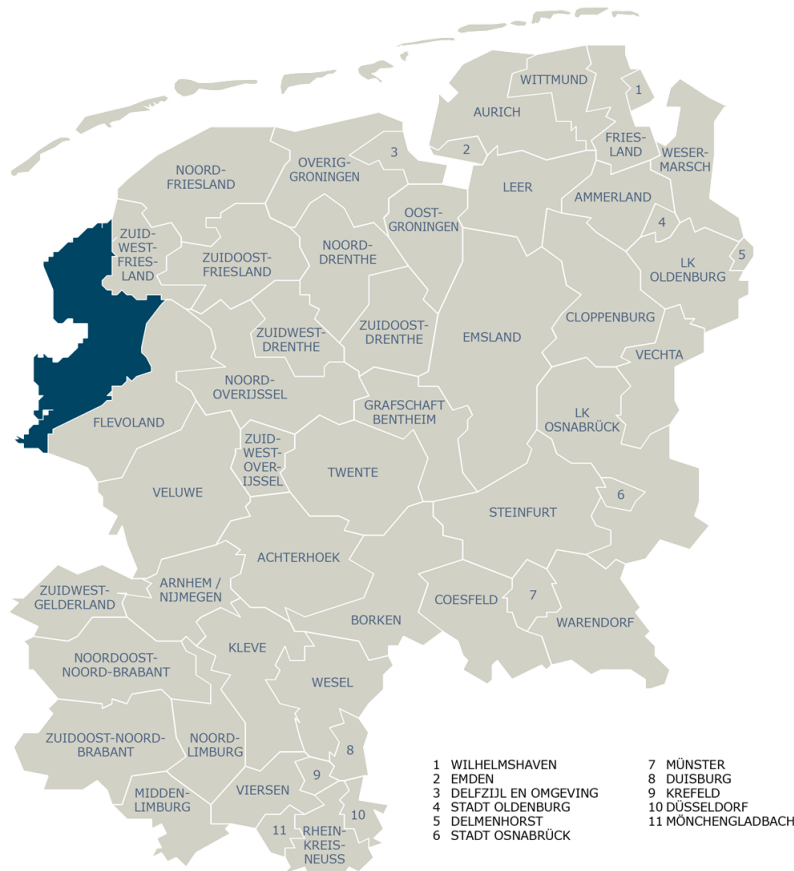 WITTMUND
1
AURICH
2
FRIES-
LAND
WESER-
MARSCH
3
OVERIG-
GRONINGEN
NOORD-
FRIESLAND
LEER
AMMERLAND
OOST-
GRONINGEN
4
ZUID-
WEST-
FRIES-
LAND
ZUIDOOST-
FRIESLAND
NOORD-
DRENTHE
LK
OLDENBURG
5
ZUIDWEST-
DRENTHE
ZUIDOOST-
DRENTHE
EMSLAND
CLOPPENBURG
VECHTA
NOORD-
OVERIJSSEL
GRAFSCHAFT
BENTHEIM
LK
OSNABRÜCK
FLEVOLAND
ZUID-
WEST-
OVER-
IJSSEL
TWENTE
VELUWE
6
STEINFURT
ACHTERHOEK
ZUIDWEST-
GELDERLAND
ARNHEM /
NIJMEGEN
COESFELD
7
BORKEN
WARENDORF
KLEVE
NOORDOOST-
NOORD-BRABANT
WESEL
ZUIDOOST-NOORD-
BRABANT
NOORD-
LIMBURG
8
9
VIERSEN
MIDDEN-
LIMBURG
10
11
RHEIN-
KREIS-
NEUSS
1 WILHELMSHAVEN
2 EMDEN
3 DELFZIJL EN OMGEVING
4 STADT OLDENBURG
5 DELMENHORST
6 STADT OSNABRÜCK
7 MÜNSTER
8 DUISBURG
9 KREFELD
10 DÜSSELDORF
11 MÖNCHENGLADBACH